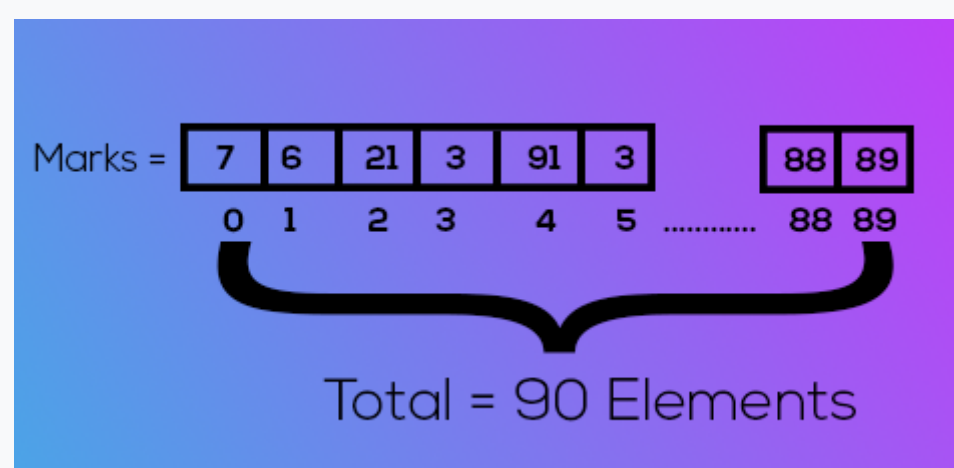 Marks = 7 6 21 3 91 3 88 89
0 1 2 3 4 5 ............ 88 89
Total = 90 Elements